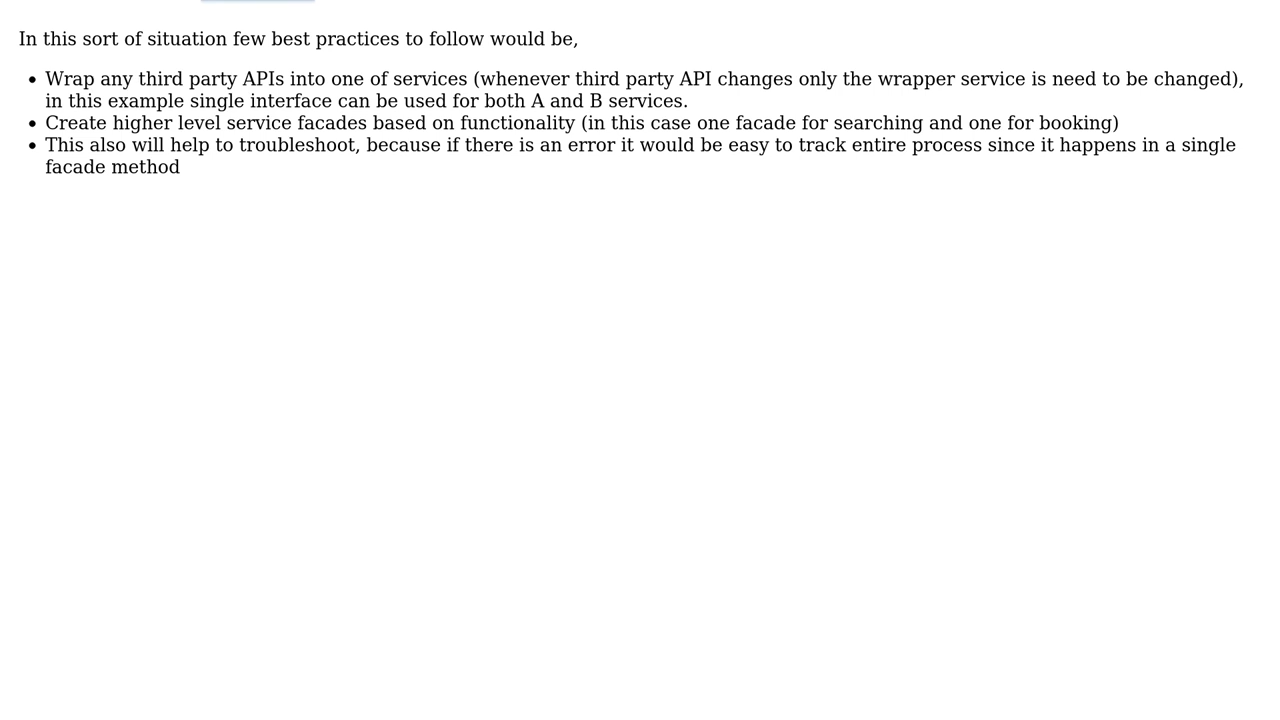 In this sort of situation few best practices to follow would be,
• Wrap any third party APIs into one of services (whenever third party API changes only the wrapper service is need to be changed),
in this example single interface can be used for both A and B services.
• Create higher level service facades based on functionality (in this case one facade for searching and one for booking)
• This also will help to troubleshoot, because if there is an error it would be easy to track entire process since it happens in a single
facade method